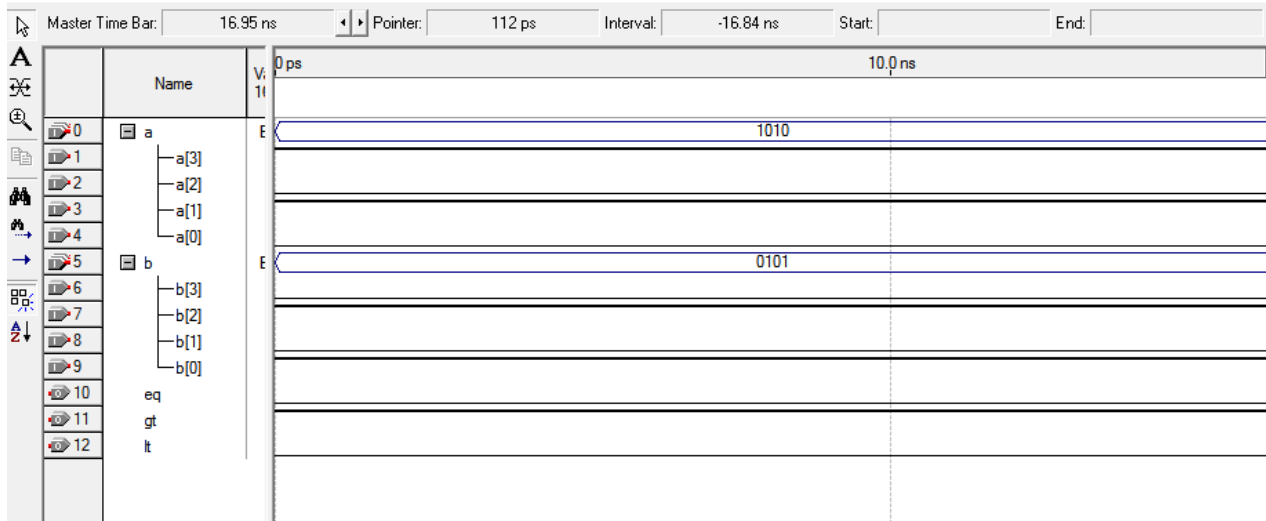 Master Time Bar: 16.95 ns Pointer: 112 ps Interval: -16.84 ns Start: End:
Name 0 ps 10.0 ns
0 a 1010
1 a[3]
2 a[2]
3 a[1]
4 a[0]
5 b 0101
6 b[3]
7 b[2]
8 b[1]
9 b[0]
10 eq
11 gt
12 lt
A
A
Z